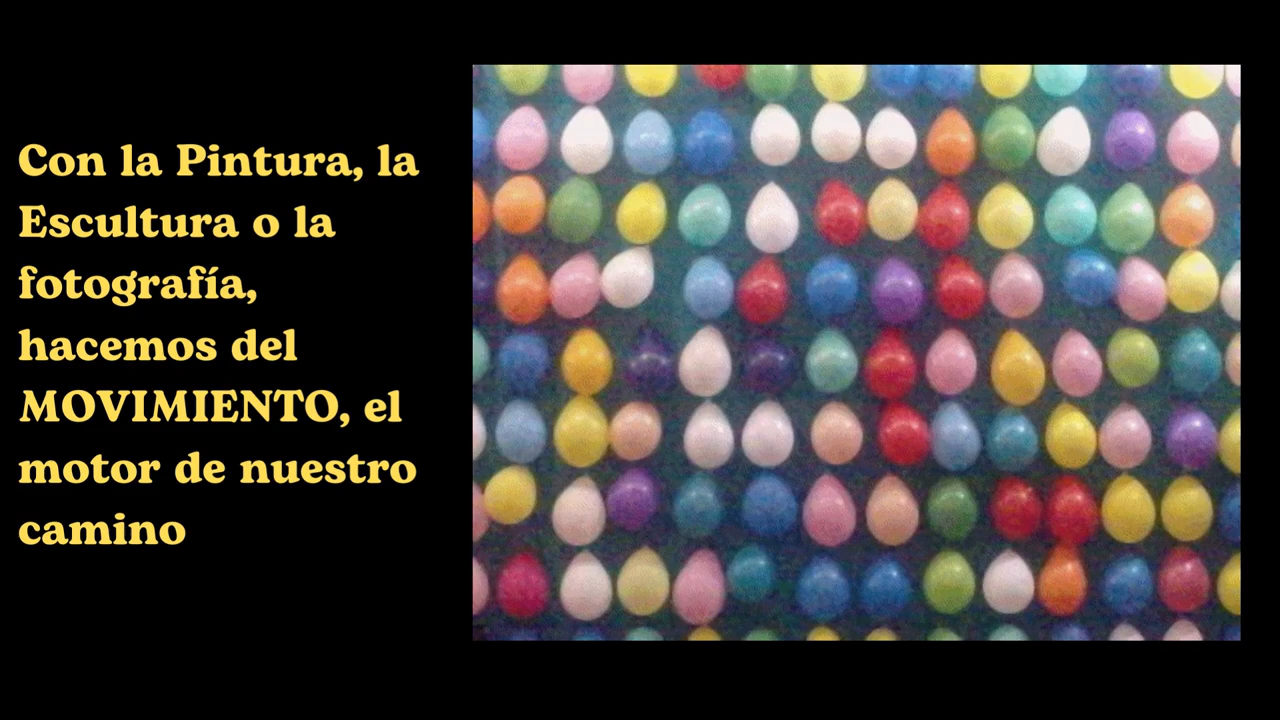 Con la Pintura, la
Escultura o la
fotografía,
hacemos del
MOVIMIENTO, el
motor de nuestro
camino